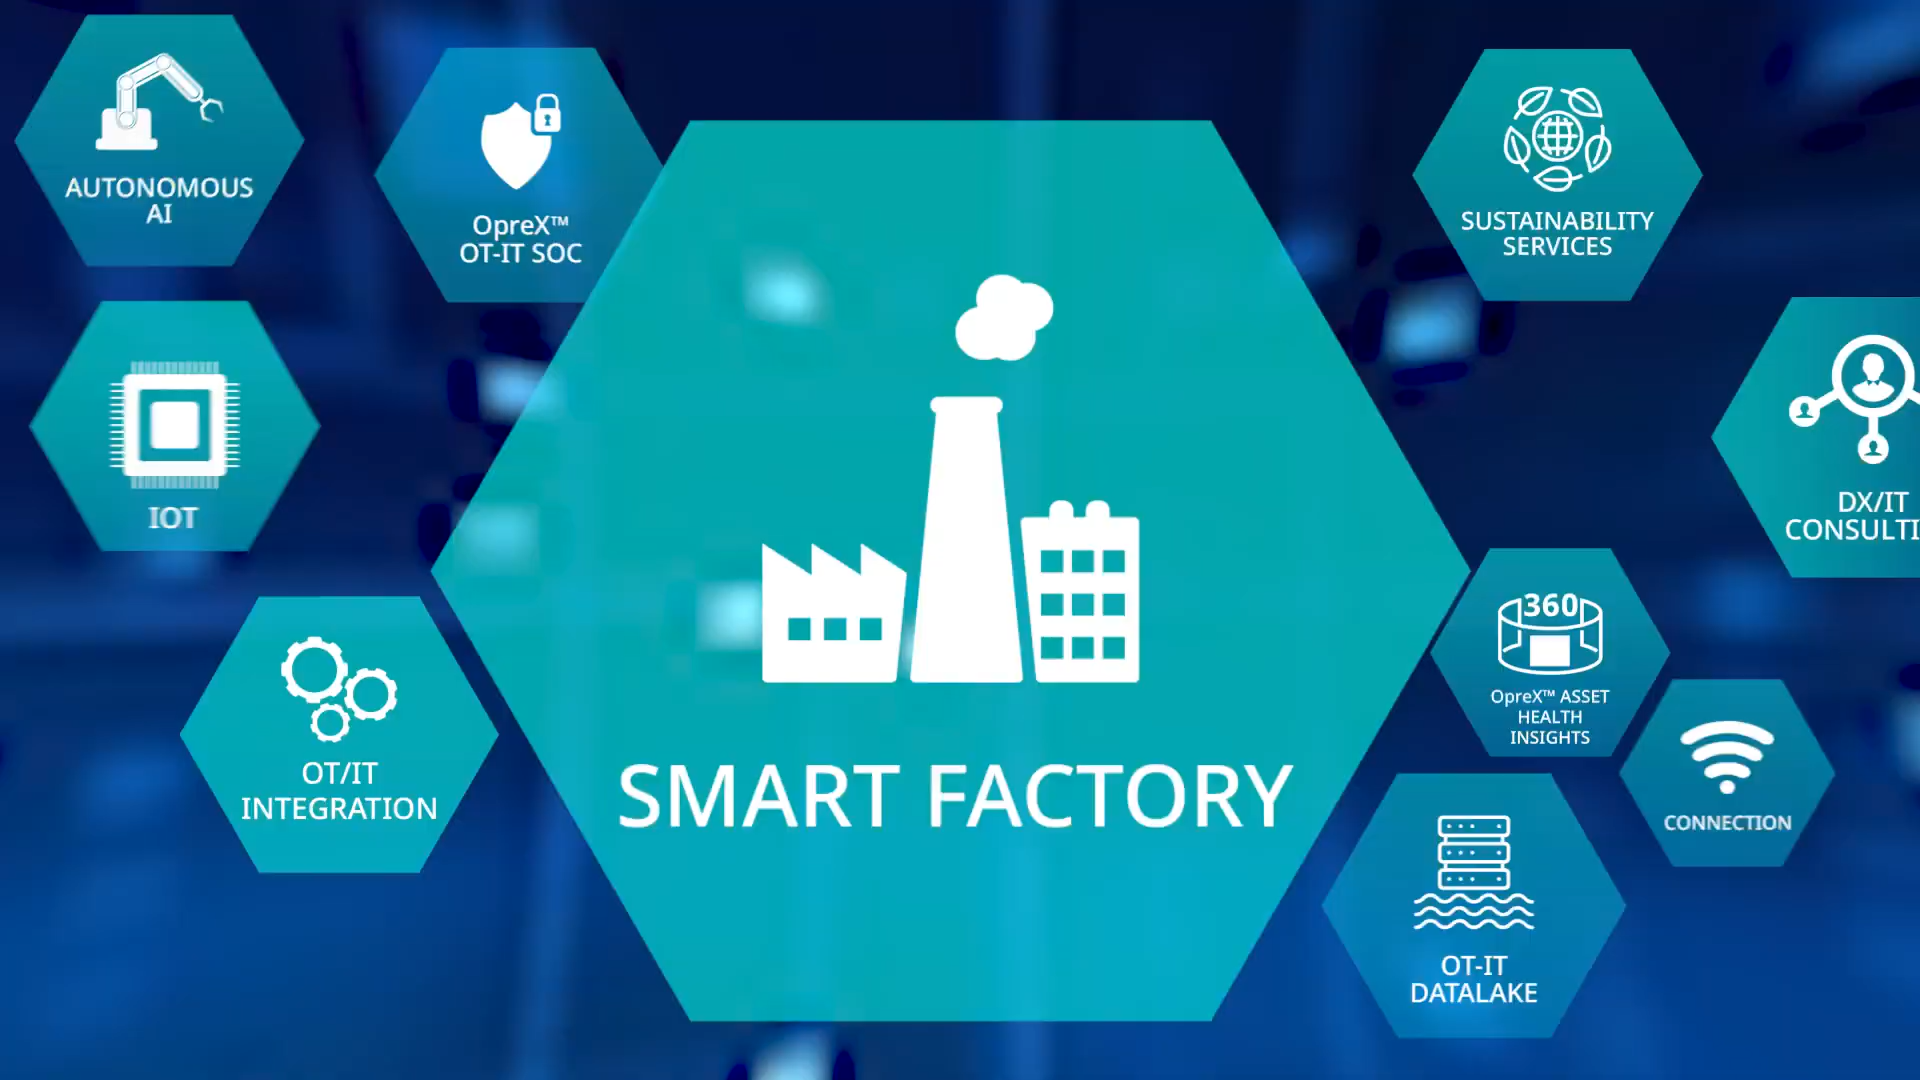 AUTONOMOUS
AI
OpreX™
OT-IT SOC
SUSTAINABILITY
SERVICES
IOT
DX/IT
CONSULTI
360
OpreX™ ASSET
HEALTH
INSIGHTS
OT/IT
INTEGRATION
SMART FACTORY
CONNECTION
OT-IT
DATALAKE